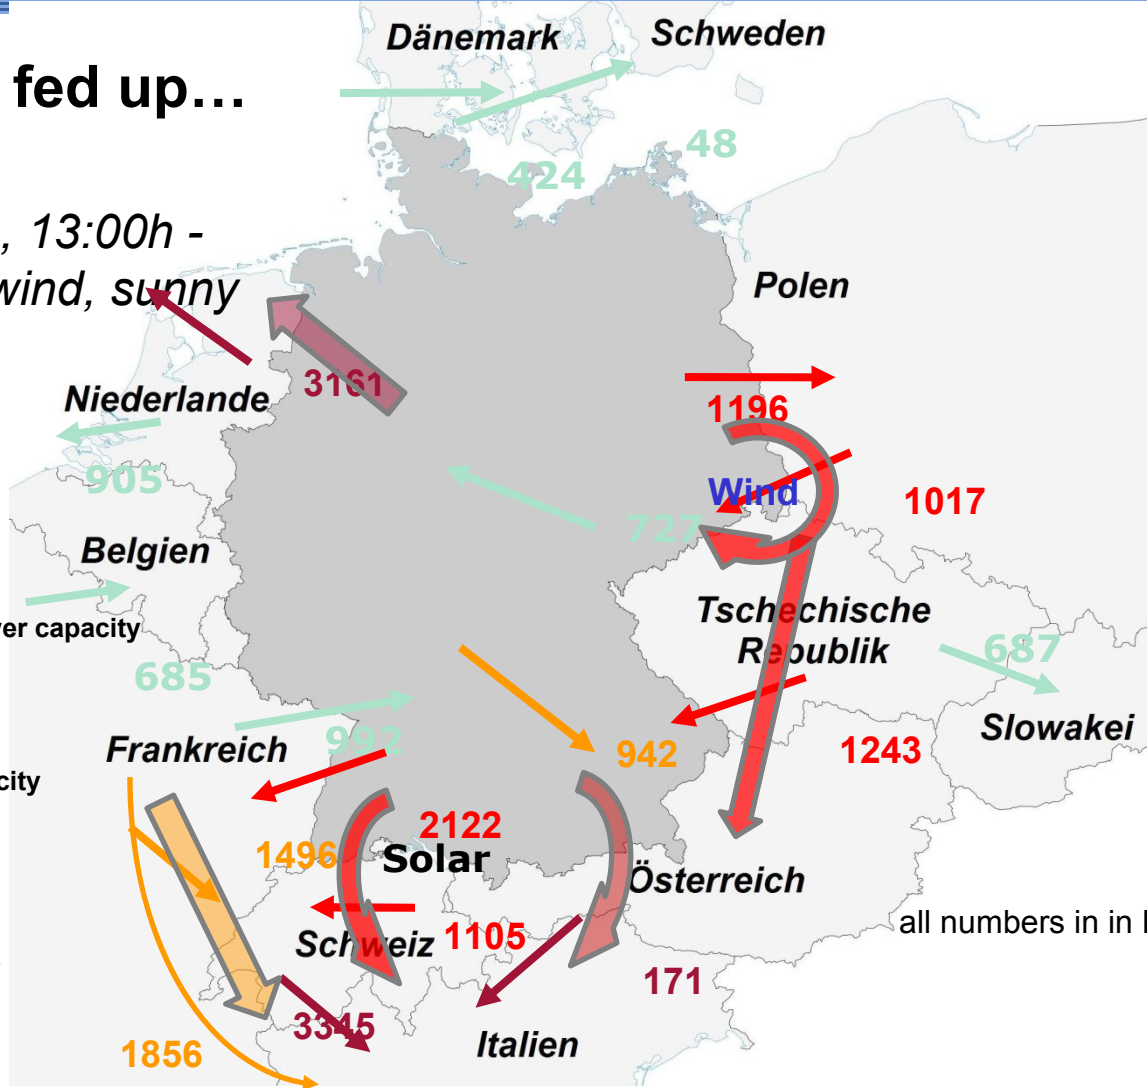 Dänemark
Schweden
fed up…
48
424
, 13:00h -
wind, sunny
Polen
3161
Niederlande
1196
905
Wind
1017
727
Belgien
Tschechische
Republik
ver capacity
687
685
Slowakei
992
Frankreich
942
1243
city
2122
1496
Solar
Österreich
all numbers in in
Schweiz
1105
171
3345
Italien
1856